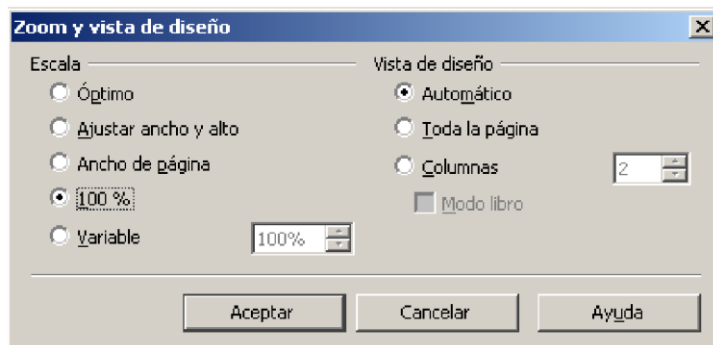 Zoom y vista de diseño
Escala
Óptimo
Ajustar ancho y alto
Ancho de página
100 %
Variable
100%
Vista de diseño
Automático
Toda la página
Columnas
2
Modo libro
Aceptar
Cancelar
Ayuda